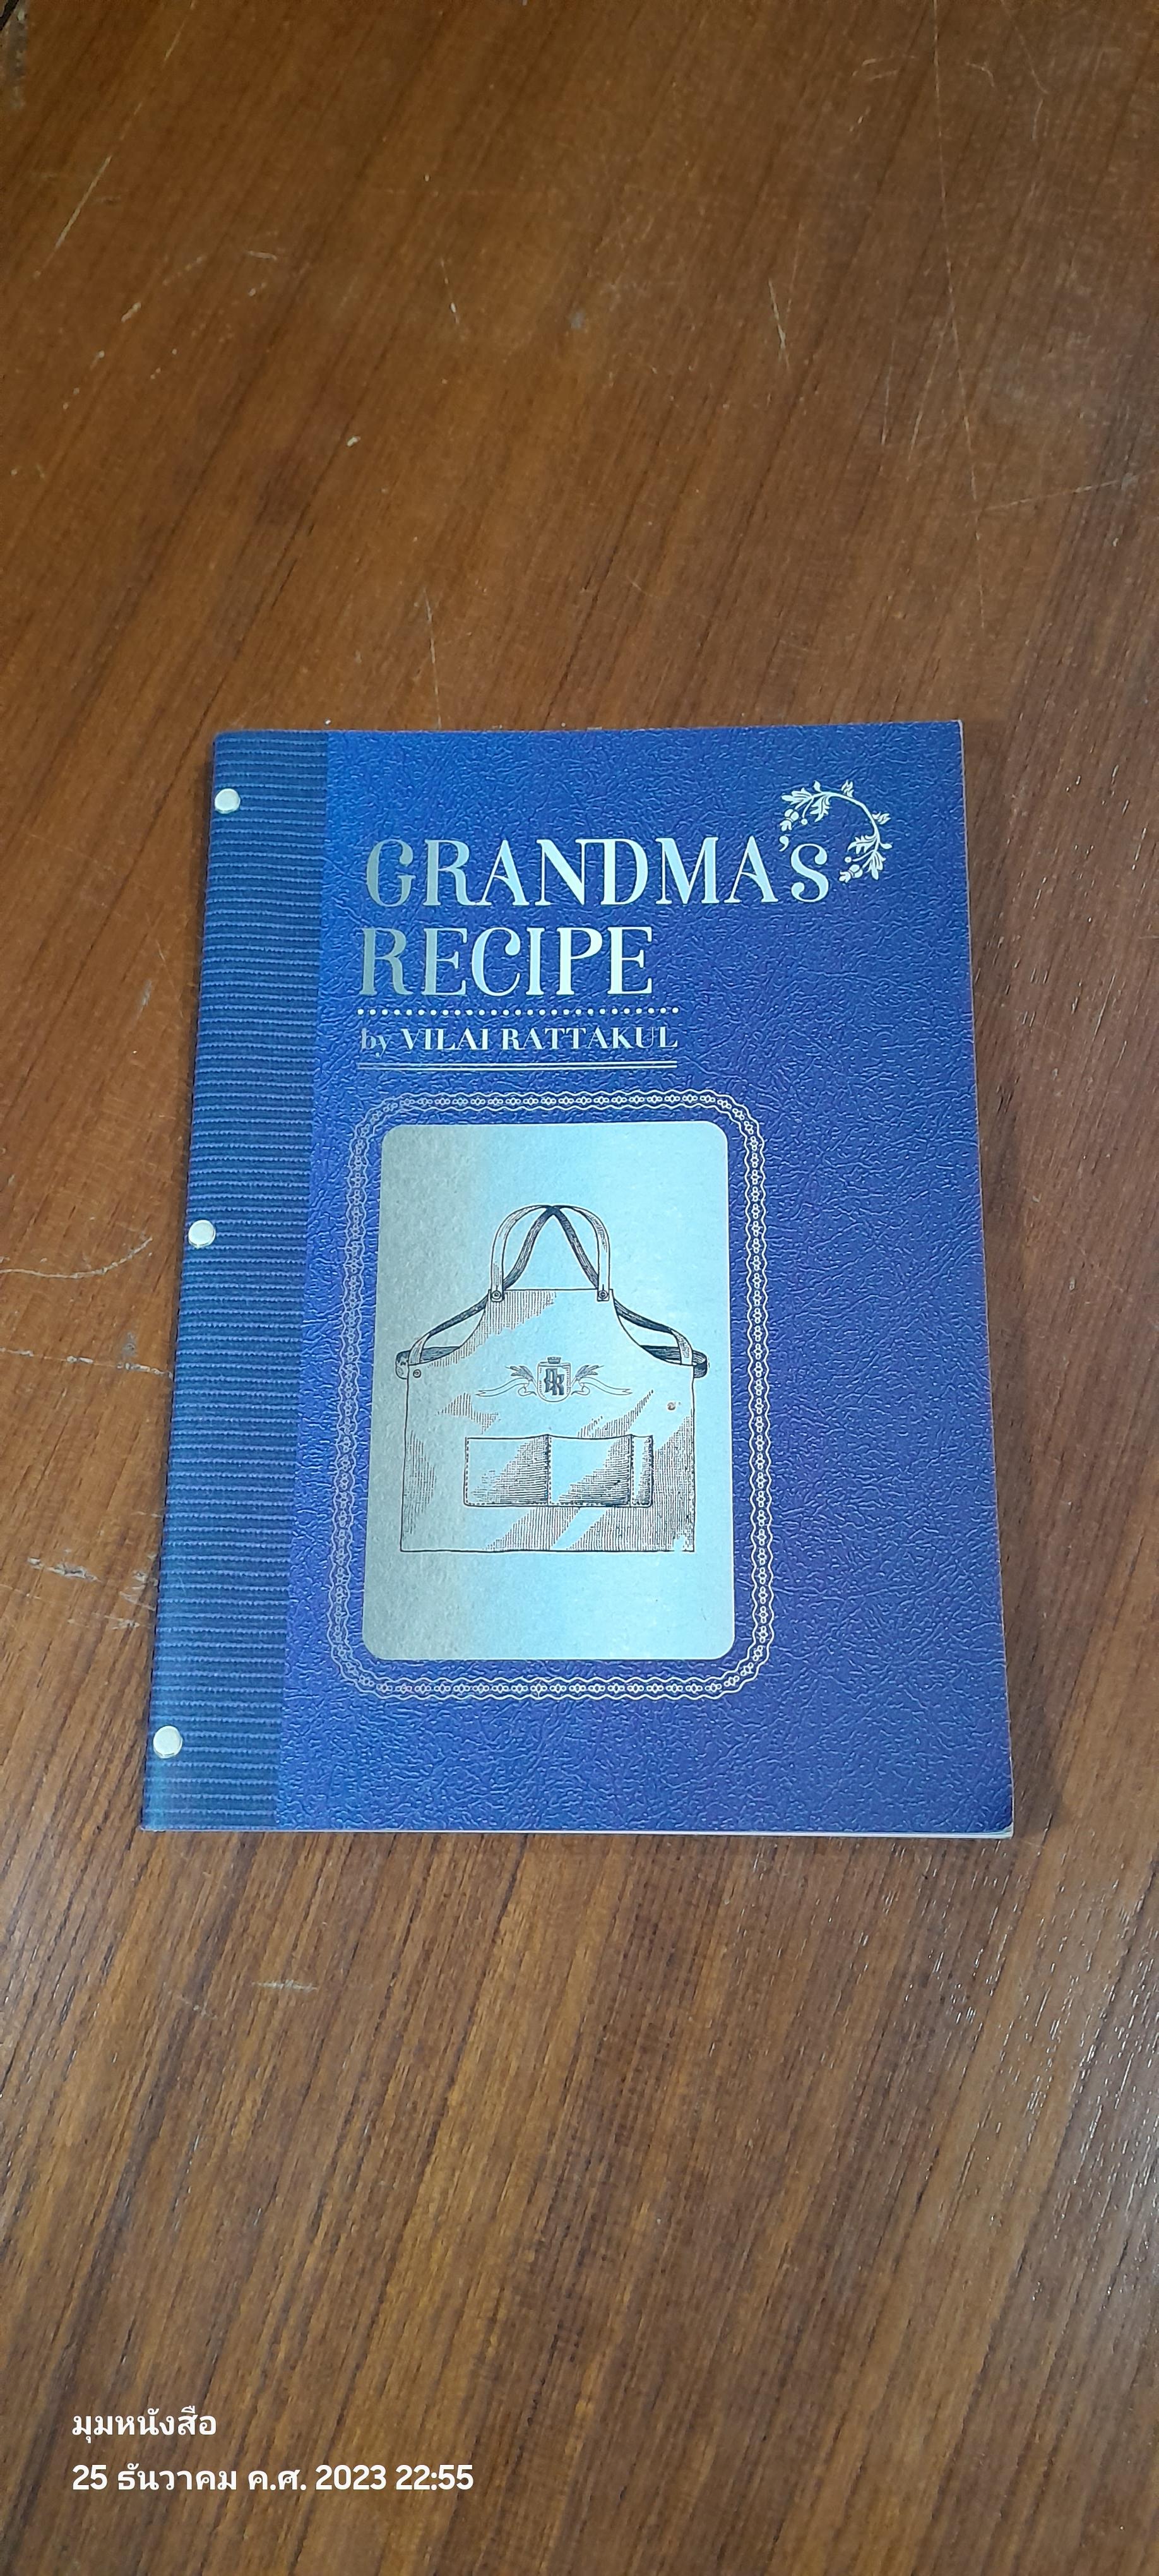 GRANDMA'S
RECIPE
by VILAI RATTAKUL
มุมหนังสือ
25 ธันวาคม ค.ศ. 2023 22:55